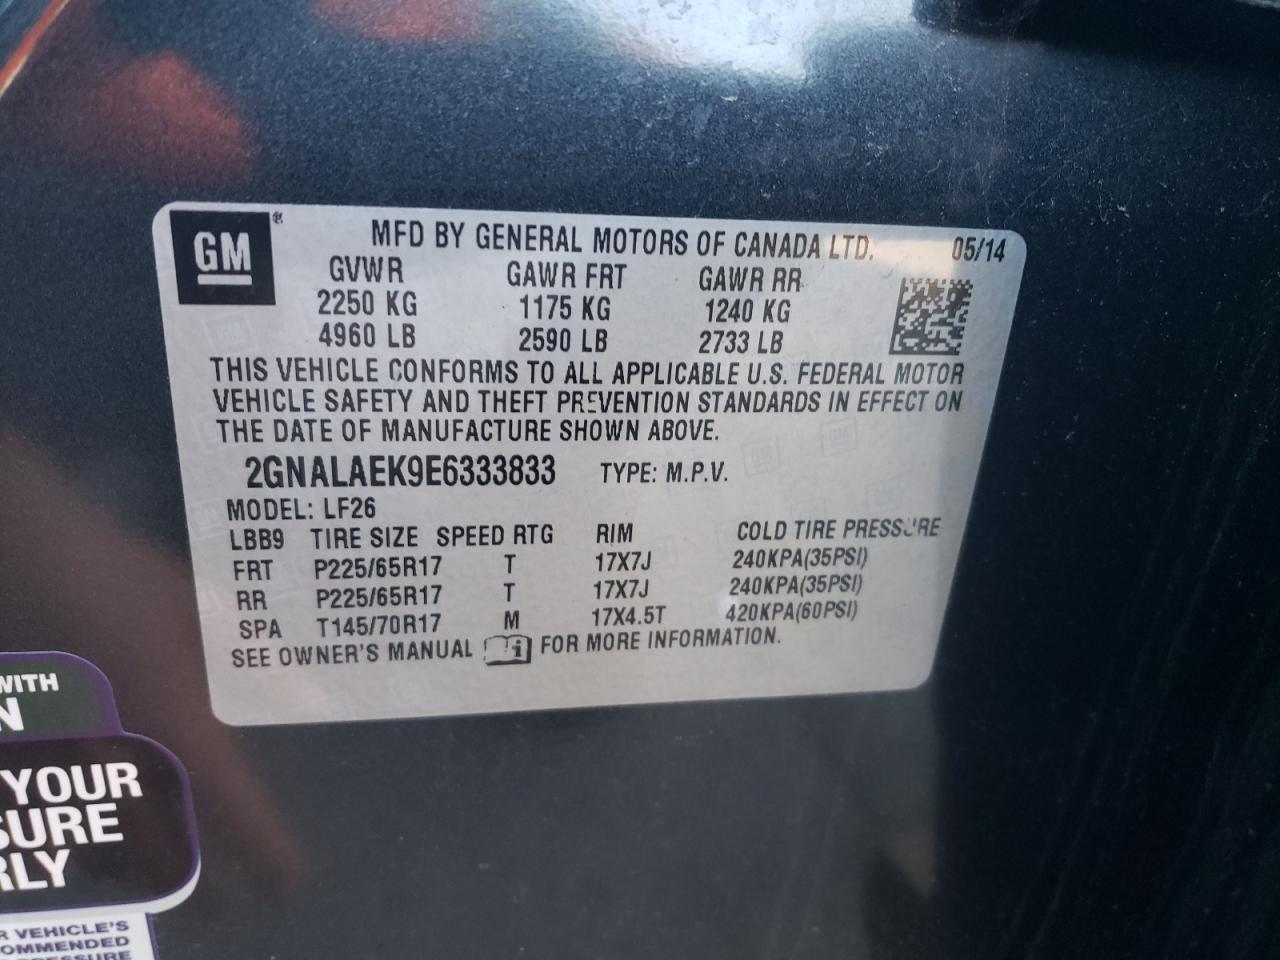 GM ®
MFD BY GENERAL MOTORS OF CANADA LTD. 05/14
GVWR GAWR FRT GAWR RR
2250 KG 1175 KG 1240 KG
4960 LB 2590 LB 2733 LB
THIS VEHICLE CONFORMS TO ALL APPLICABLE U.S. FEDERAL MOTOR
VEHICLE SAFETY AND THEFT PREVENTION STANDARDS IN EFFECT ON
THE DATE OF MANUFACTURE SHOWN ABOVE.
2GNALAEK9E6333833 TYPE: M.P.V.
MODEL: LF26
LBB9 TIRE SIZE SPEED RTG RIM COLD TIRE PRESSURE
FRT P225/65R17 T 17X7J 240KPA(35PSI)
RR P225/65R17 T 17X7J 240KPA(35PSI)
SPA T145/70R17 M 17X4.5T 420KPA(60PSI)
SEE OWNER'S MANUAL i FOR MORE INFORMATION.
WITH
N
YOUR
SURE
RLY
R VEHICLE'S
OMMENDED
PRESSURE